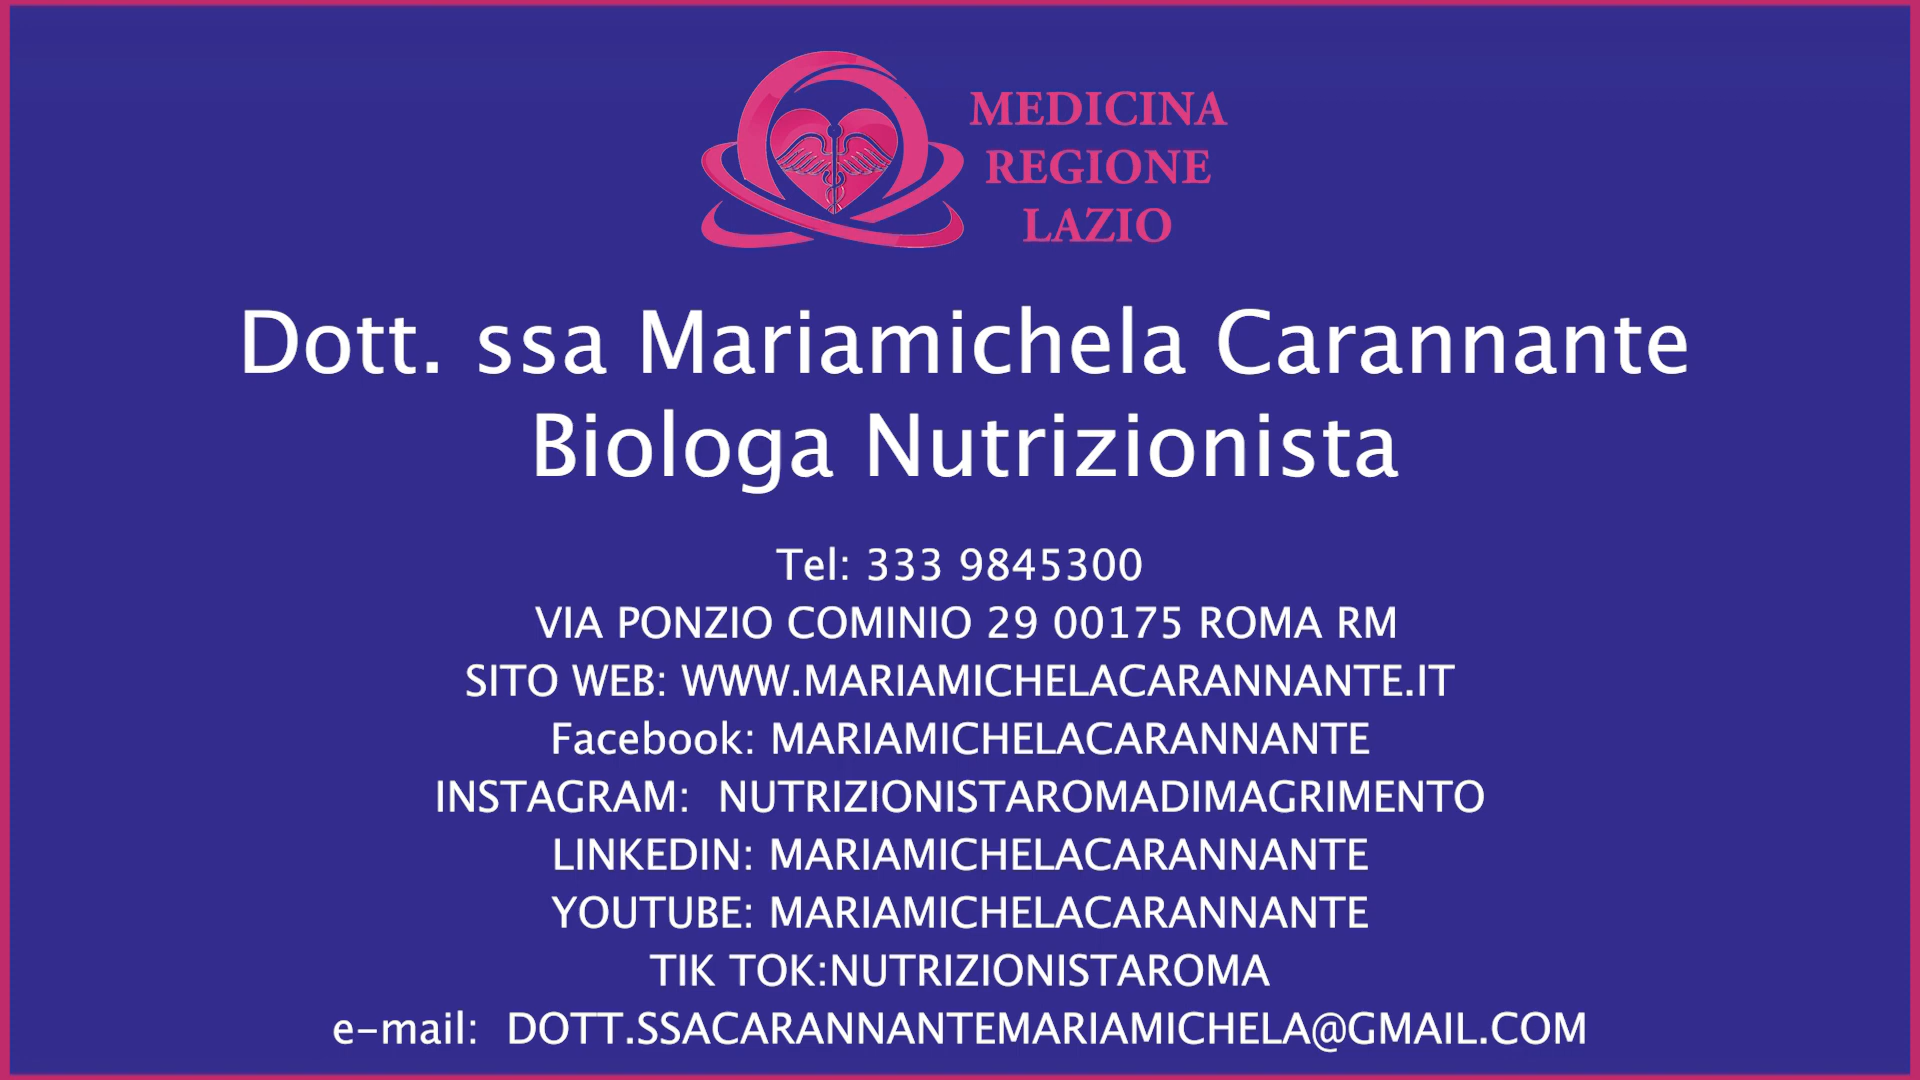 MEDICINA
REGIONE
LAZIO
Dott. ssa Mariamichela Carannante
Biologa Nutrizionista
Tel: 333 9845300
VIA PONZIO COMINIO 29 00175 ROMA RM
SITO WEB: WWW.MARIAMICHELACARANNANTE.IT
Facebook: MARIAMICHELACARANNANTE
INSTAGRAM:  NUTRIZIONISTAROMADIMAGRIMENTO
LINKEDIN: MARIAMICHELACARANNANTE
YOUTUBE: MARIAMICHELACARANNANTE
TIK TOK:NUTRIZIONISTAROMA
e-mail:  DOTT.SSACARANNANTEMARIAMICHELA@GMAIL.COM